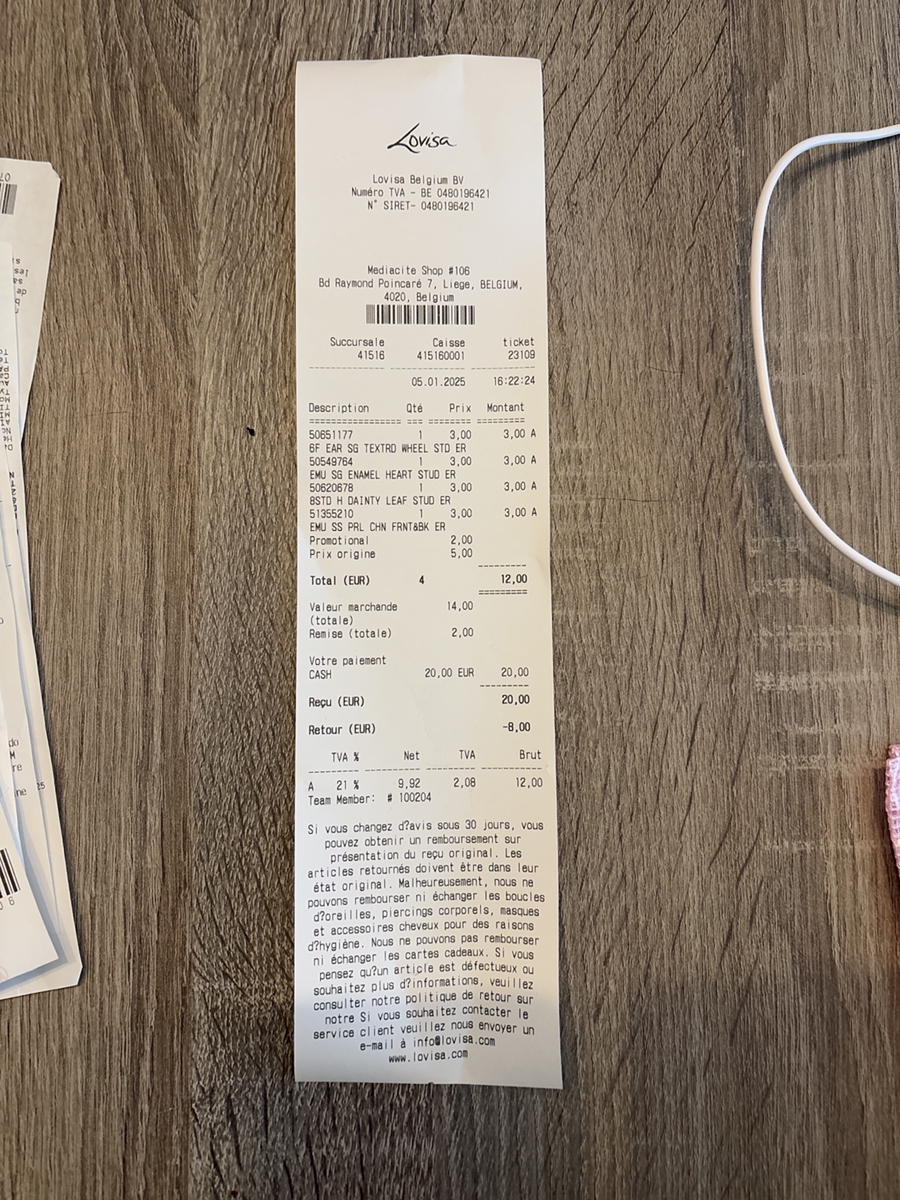 Lovisa
Lovisa Belgium BV
Numéro TVA - BE 0480196421
N° SIRET- 0480196421
Mediacite Shop #106
Bd Raymond Poincaré 7, Liege, BELGIUM,
4020, Belgium
Succursale Caisse ticket
41516 415160001 23109
05.01.2025 16:22:24
Description Qté Prix Montant
50651177 1 3,00 3,00 A
6F EAR SG TEXTRD WHEEL STD ER
50549764 1 3,00 3,00 A
EMU SG ENAMEL HEART STUD ER
50620678 1 3,00 3,00 A
8STD H DAINTY LEAF STUD ER
51355210 1 3,00 3,00 A
EMU SS PRL CHN FRNT&BK ER
Promotional 2,00
Prix origine 5,00
Total (EUR) 4 12,00
Valeur marchande 14,00
(totale)
Remise (totale) 2,00
Votre paiement
CASH 20,00 EUR 20,00
Reçu (EUR) 20,00
Retour (EUR) -8,00
TVA % Net TVA Brut
A 21 % 9,92 2,08 12,00
Team Member: # 100204
Si vous changez d?avis sous 30 jours, vous
pouvez obtenir un remboursement sur
présentation du reçu original. Les
articles retournés doivent être dans leur
état original. Malheureusement, nous ne
pouvons rembourser ni échanger les boucles
d?oreilles, piercings corporels, masques
et accessoires cheveux pour des raisons
d?hygiène. Nous ne pouvons pas rembourser
ni échanger les cartes cadeaux. Si vous
pensez qu?un article est défectueux ou
souhaitez plus d?informations, veuillez
consulter notre politique de retour sur
notre Si vous souhaitez contacter le
service client veuillez nous envoyer un
e-mail à info@lovisa.com
www.lovisa.com